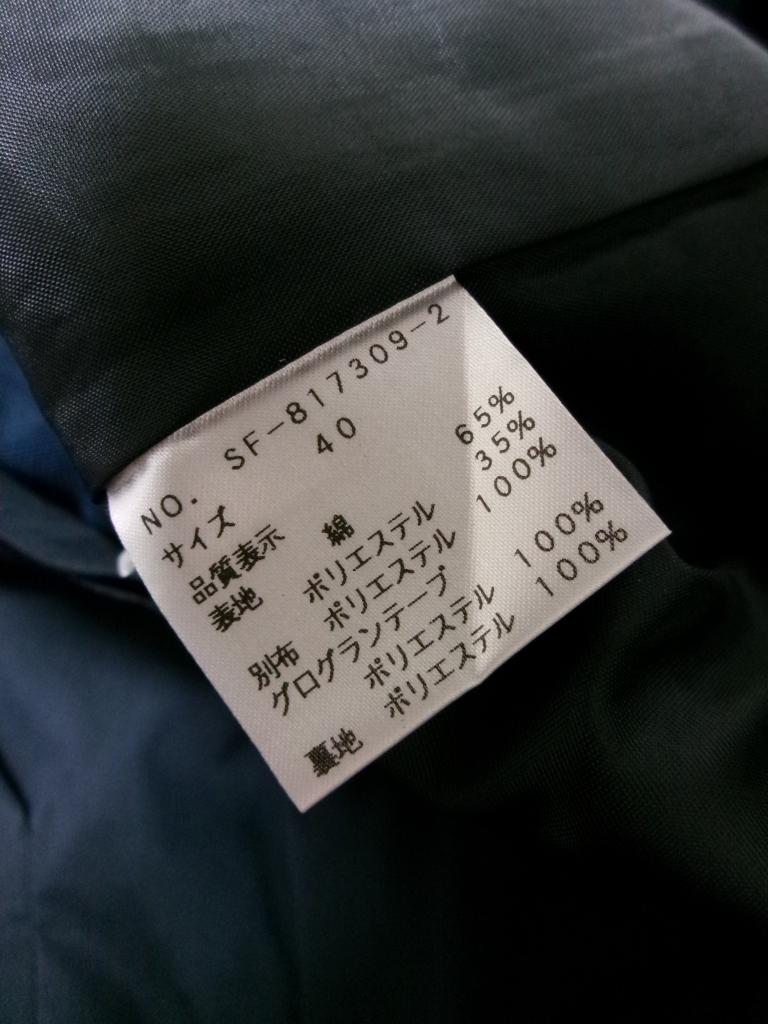 NO. SF-817309-2
サイズ 40
品質表示
表地 綿 65%
ポリエステル 35%
別布 ポリエステル 100%
グログランテープ
ポリエステル 100%
裏地 ポリエステル 100%